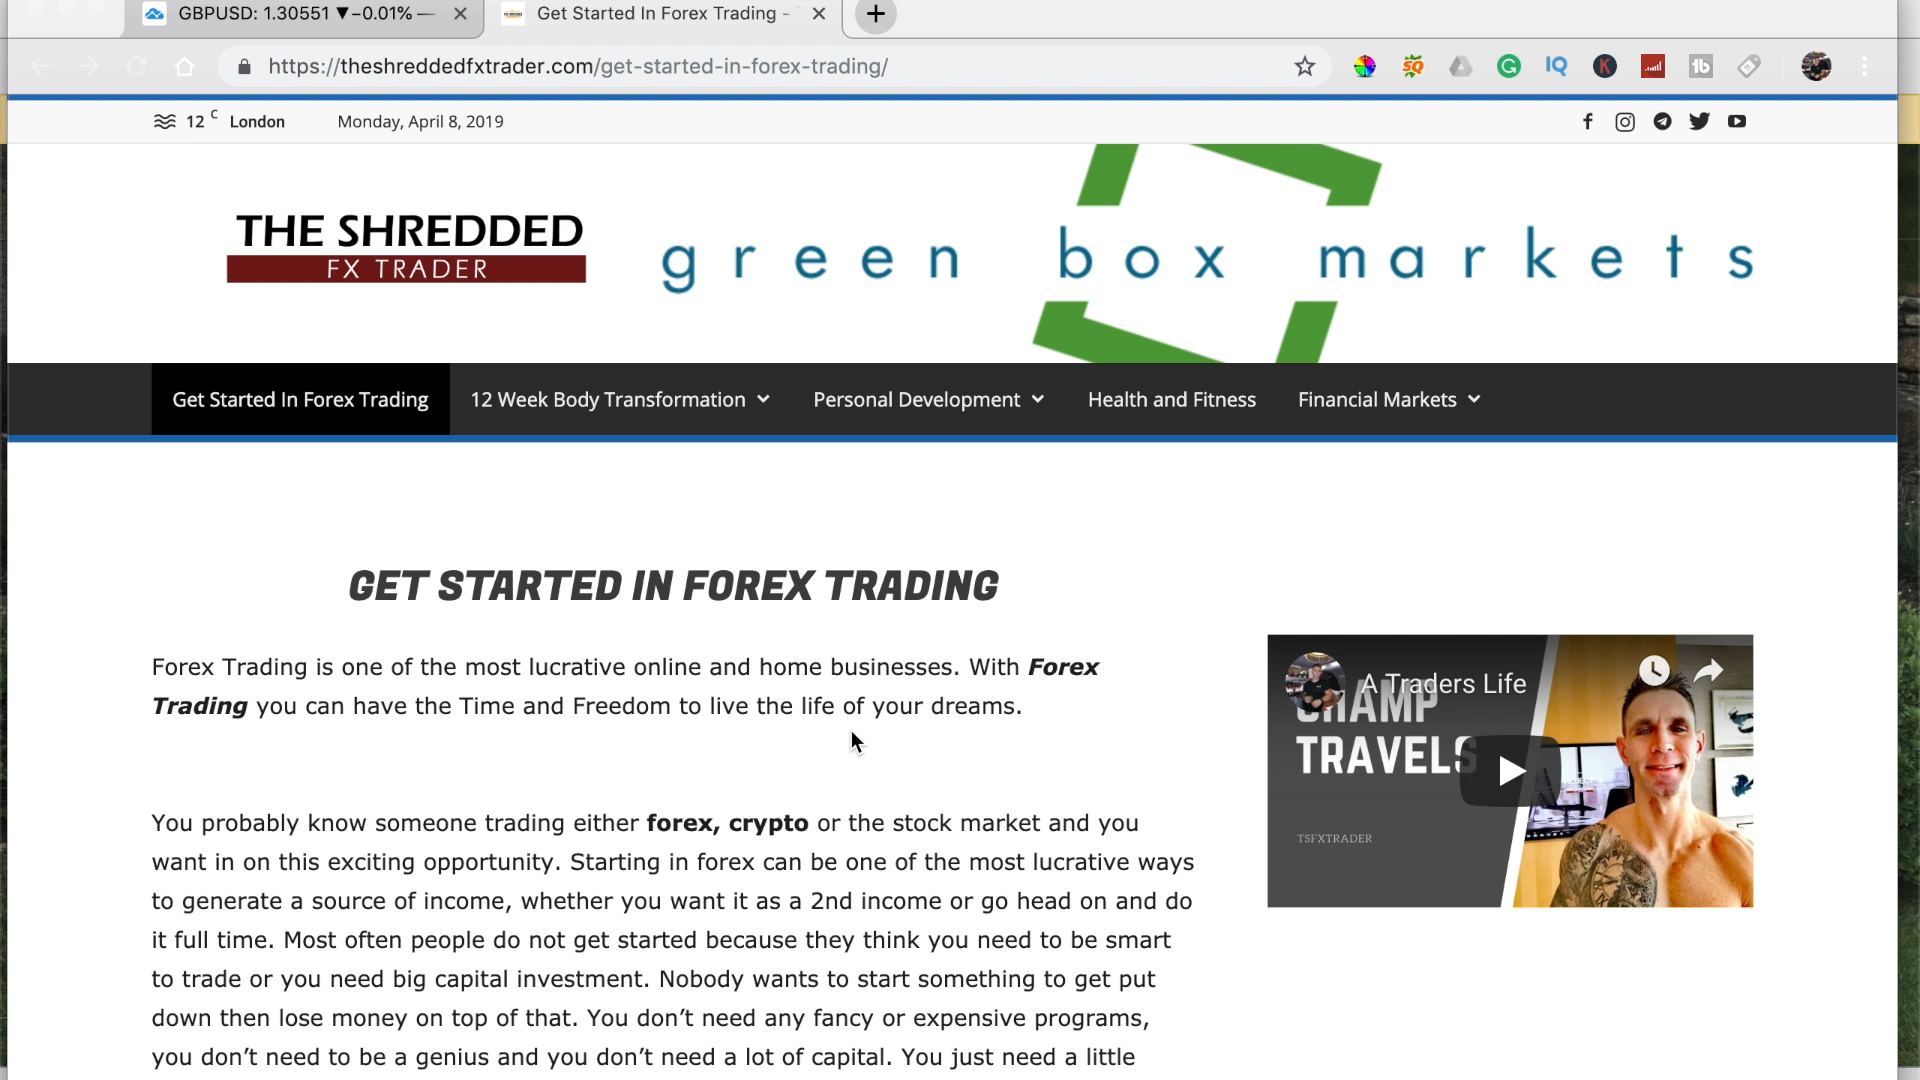 GBPUSD: 1.30551 ▼−0.01% —
Get Started In Forex Trading -
https://theshreddedfxtrader.com/get-started-in-forex-trading/
12 C London
Monday, April 8, 2019
THE SHREDDED
FX TRADER
green box markets
Get Started In Forex Trading
12 Week Body Transformation
Personal Development
Health and Fitness
Financial Markets
GET STARTED IN FOREX TRADING
Forex Trading is one of the most lucrative online and home businesses. With Forex
Trading you can have the Time and Freedom to live the life of your dreams.
A Traders Life
CHAMP
TRAVELS
TSFXTRADER
You probably know someone trading either forex, crypto or the stock market and you
want in on this exciting opportunity. Starting in forex can be one of the most lucrative ways
to generate a source of income, whether you want it as a 2nd income or go head on and do
it full time. Most often people do not get started because they think you need to be smart
to trade or you need big capital investment. Nobody wants to start something to get put
down then lose money on top of that. You don’t need any fancy or expensive programs,
you don’t need to be a genius and you don’t need a lot of capital. You just need a little